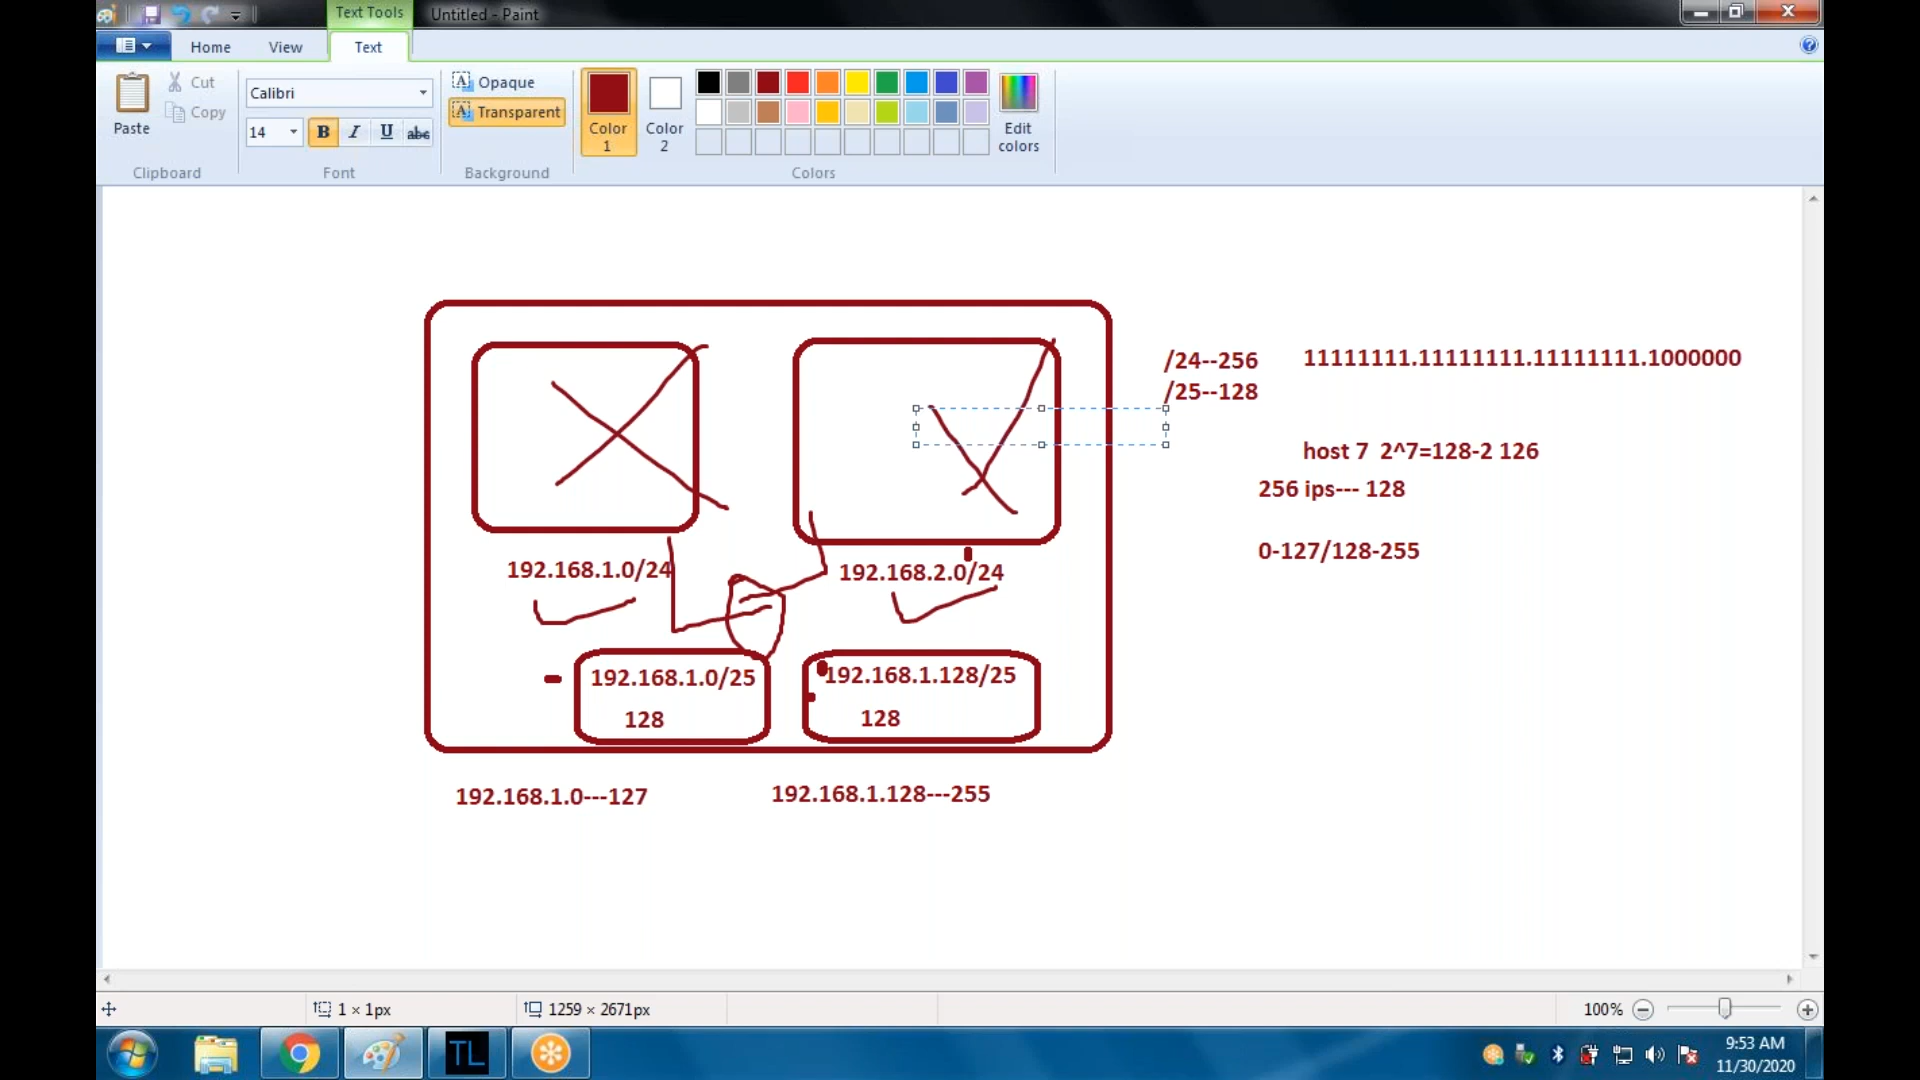 Text Tools
Untitled - Paint
Home
View
Text
Paste
Cut
Copy
Clipboard
Calibri
14
B I U abc
Font
Opaque
Transparent
Background
Color 1
Color 2
Edit colors
Colors
/24--256
11111111.11111111.11111111.1000000
/25--128
host 7 2^7=128-2 126
256 ips--- 128
0-127/128-255
192.168.1.0/24
192.168.2.0/24
192.168.1.0/25
192.168.1.128/25
128
128
192.168.1.0---127
192.168.1.128---255
1 × 1px
1259 × 2671px
100%
TL
9:53 AM
11/30/2020